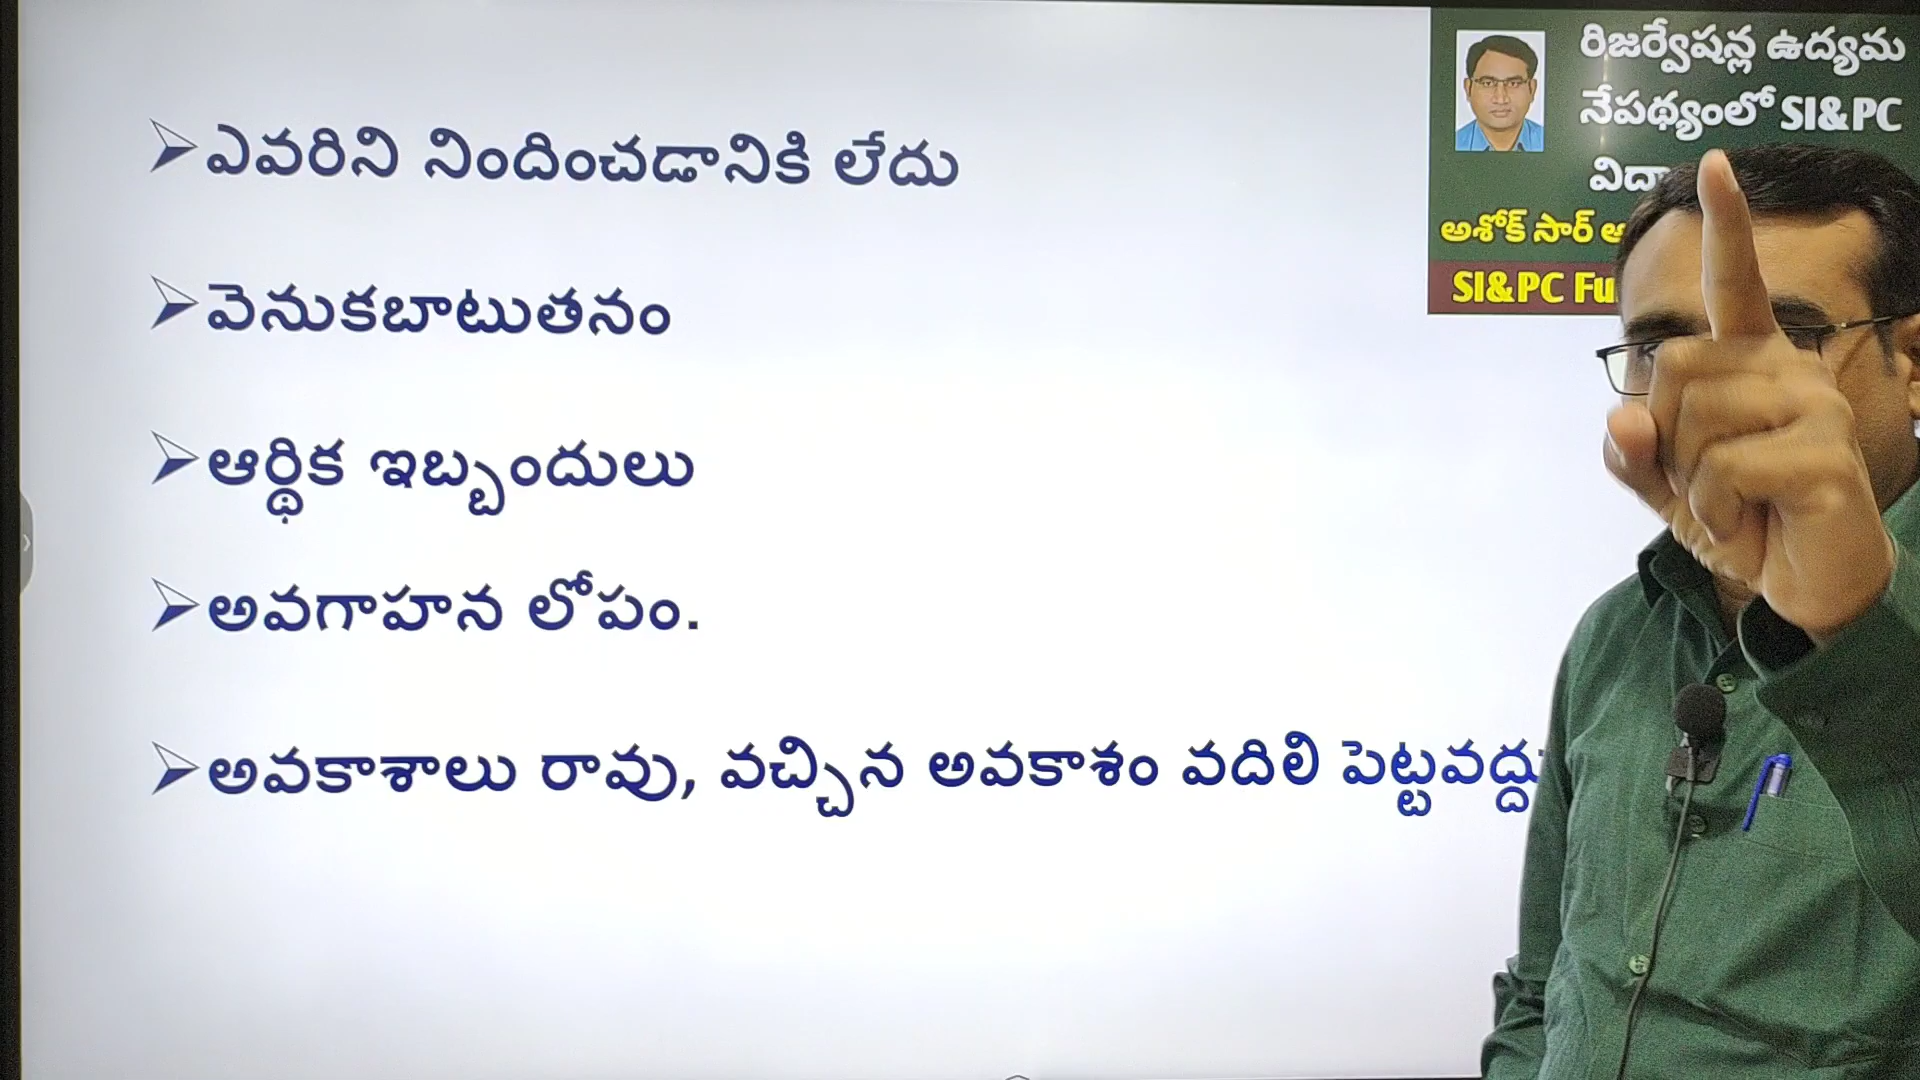 ఎవరిని నిందించడానికి లేదు
వెనుకబాటుతనం
ఆర్థిక ఇబ్బందులు
అవగాహన లోపం.
అవకాశాలు రావు, వచ్చిన అవకాశం వదిలి పెట్టవద్దు
రిజర్వేషన్ల ఉద్యమ
నేపథ్యంలో SI&PC
అశోక్ సార్
SI&PC